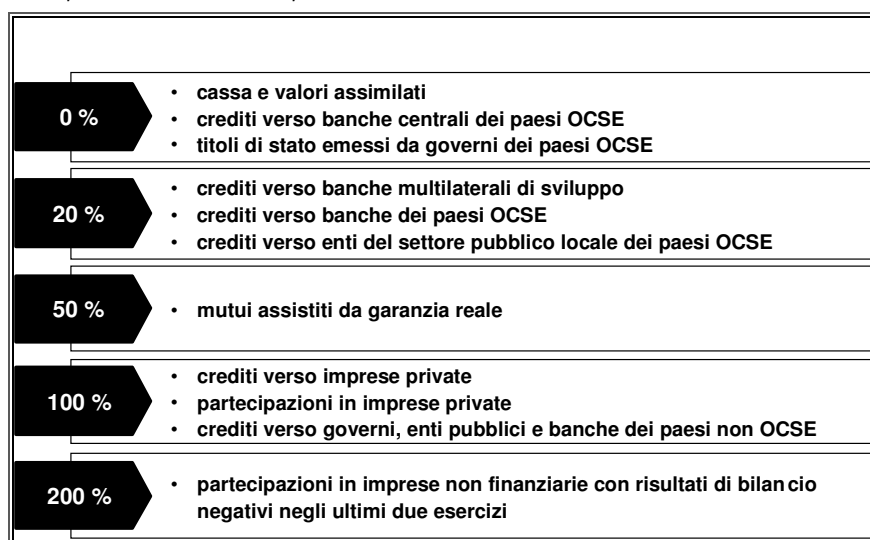 0 %
• cassa e valori assimilati
• crediti verso banche centrali dei paesi OCSE
• titoli di stato emessi da governi dei paesi OCSE
20 %
• crediti verso banche multilaterali di sviluppo
• crediti verso banche dei paesi OCSE
• crediti verso enti del settore pubblico locale dei paesi OCSE
50 %
• mutui assistiti da garanzia reale
100 %
• crediti verso imprese private
• partecipazioni in imprese private
• crediti verso governi, enti pubblici e banche dei paesi non OCSE
200 %
• partecipazioni in imprese non finanziarie con risultati di bilancio
negativi negli ultimi due esercizi